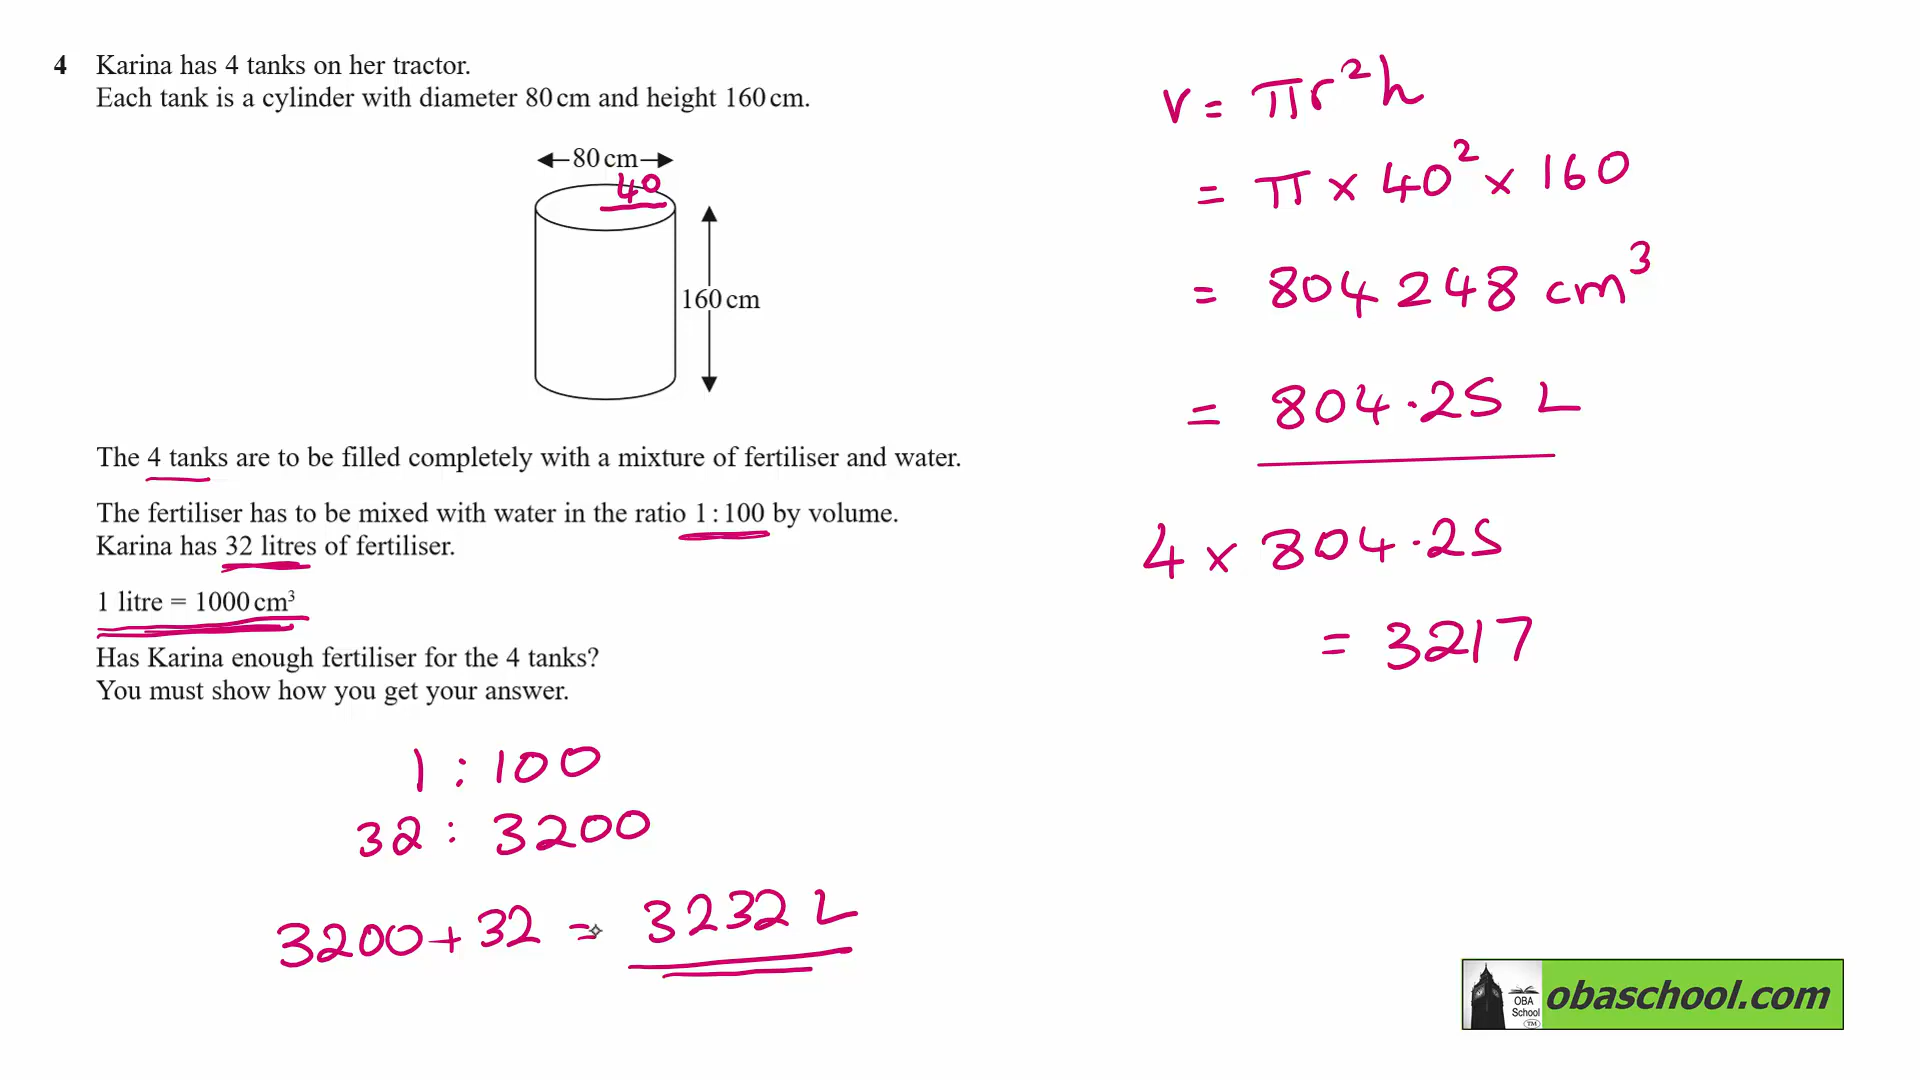 4 Karina has 4 tanks on her tractor.
Each tank is a cylinder with diameter 80 cm and height 160 cm.
80 cm
40
160 cm
The 4 tanks are to be filled completely with a mixture of fertiliser and water.
The fertiliser has to be mixed with water in the ratio 1 : 100 by volume.
Karina has 32 litres of fertiliser.
1 litre = 1000 cm³
Has Karina enough fertiliser for the 4 tanks?
You must show how you get your answer.
1 : 100
32 : 3200
3200 + 32 = 3232 L
V = πr²h
= π × 40² × 160
= 804 248 cm³
= 804.25 L
4 × 804.25
= 3217
OBA
School
TM
obaschool.com